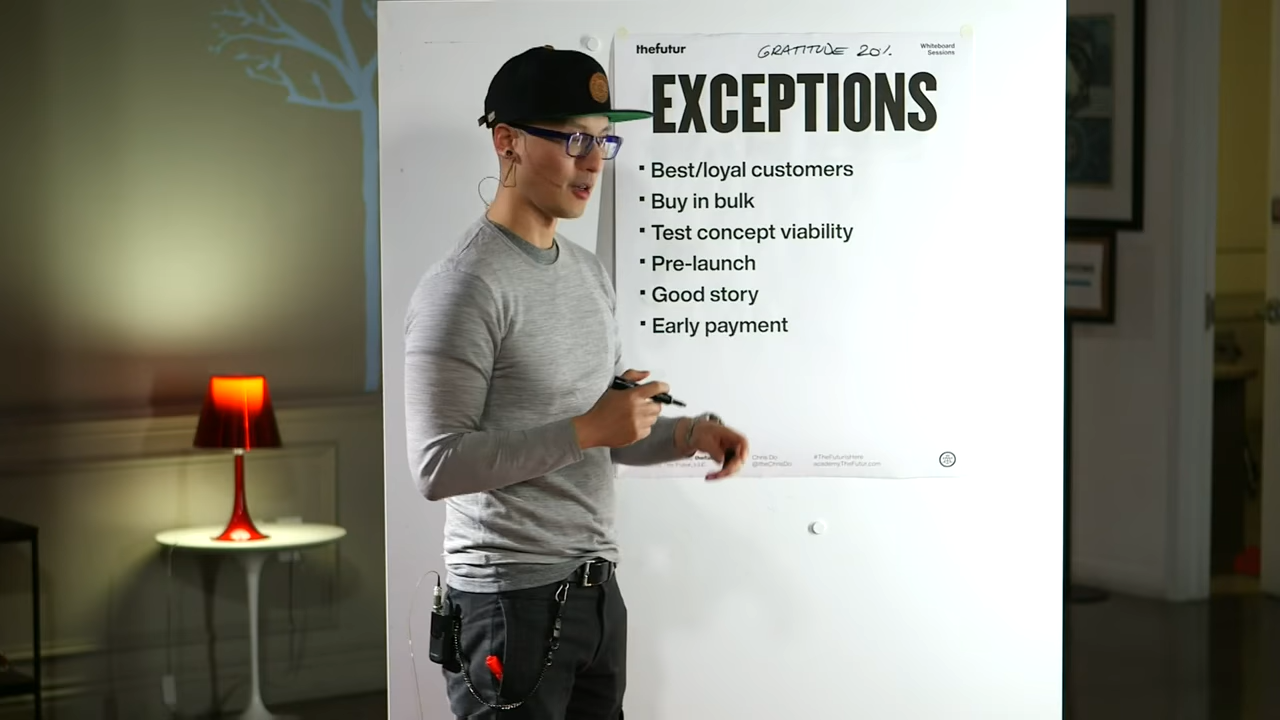 thefutur
GRATITUDE 20%
Whiteboard
Sessions
EXCEPTIONS
▪ Best/loyal customers
▪ Buy in bulk
▪ Test concept viability
▪ Pre-launch
▪ Good story
▪ Early payment
Chris Do
@theChrisDo
#TheFuturIsHere
academy.TheFutur.com